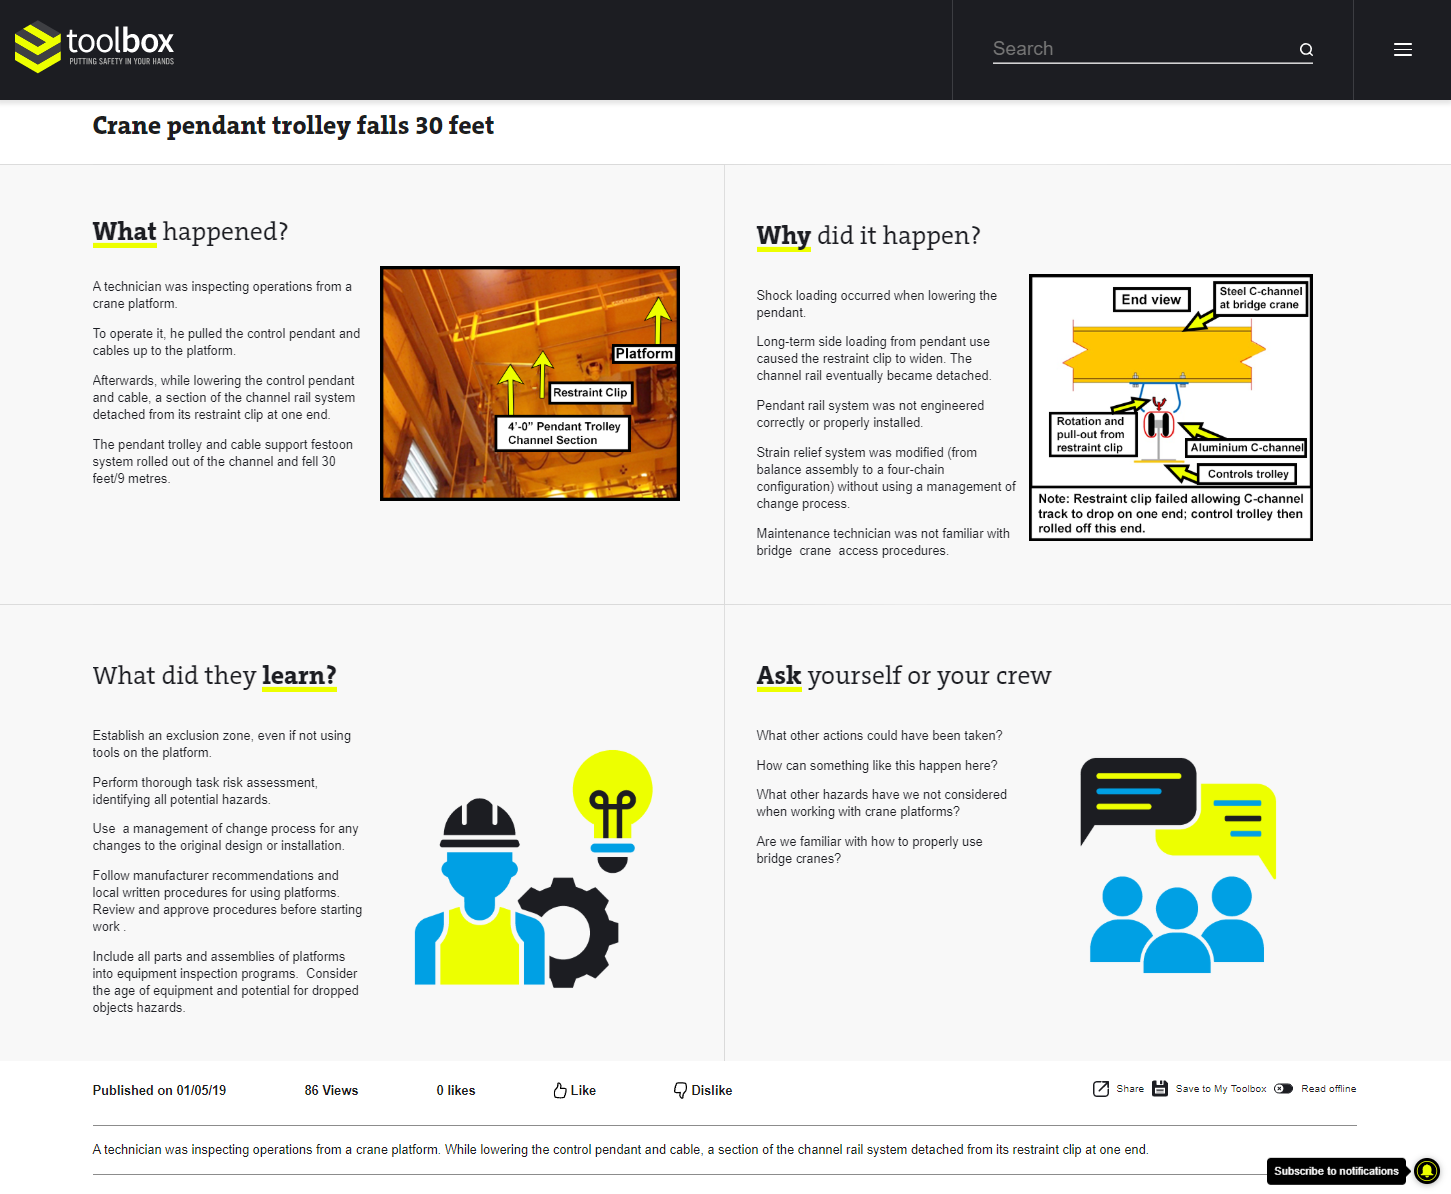 toolbox
PUTTING SAFETY IN YOUR HANDS
Search
Crane pendant trolley falls 30 feet
What happened?
A technician was inspecting operations from a
crane platform.
To operate it, he pulled the control pendant and
cables up to the platform.
Afterwards, while lowering the control pendant
and cable, a section of the channel rail system
detached from its restraint clip at one end.
The pendant trolley and cable support festoon
system rolled out of the channel and fell 30
feet/9 metres.
Platform
Restraint Clip
4'-0" Pendant Trolley
Channel Section
Why did it happen?
Shock loading occurred when lowering the
pendant.
Long-term side loading from pendant use
caused the restraint clip to widen. The
channel rail eventually became detached.
Pendant rail system was not engineered
correctly or properly installed.
Strain relief system was modified (from
balance assembly to a four-chain
configuration) without using a management of
change process.
Maintenance technician was not familiar with
bridge  crane  access procedures.
End view
Steel C-channel
at bridge crane
Rotation and
pull-out from
restraint clip
Aluminium C-channel
Controls trolley
Note: Restraint clip failed allowing C-channel
track to drop on one end; control trolley then
rolled off this end.
What did they learn?
Establish an exclusion zone, even if not using
tools on the platform.
Perform thorough task risk assessment,
identifying all potential hazards.
Use  a management of change process for any
changes to the original design or installation.
Follow manufacturer recommendations and
local written procedures for using platforms.
Review and approve procedures before starting
work .
Include all parts and assemblies of platforms
into equipment inspection programs.  Consider
the age of equipment and potential for dropped
objects hazards.
Ask yourself or your crew
What other actions could have been taken?
How can something like this happen here?
What other hazards have we not considered
when working with crane platforms?
Are we familiar with how to properly use
bridge cranes?
Published on 01/05/19
86 Views
0 likes
Like
Dislike
Share
Save to My Toolbox
Read offline
A technician was inspecting operations from a crane platform. While lowering the control pendant and cable, a section of the channel rail system detached from its restraint clip at one end.
Subscribe to notifications